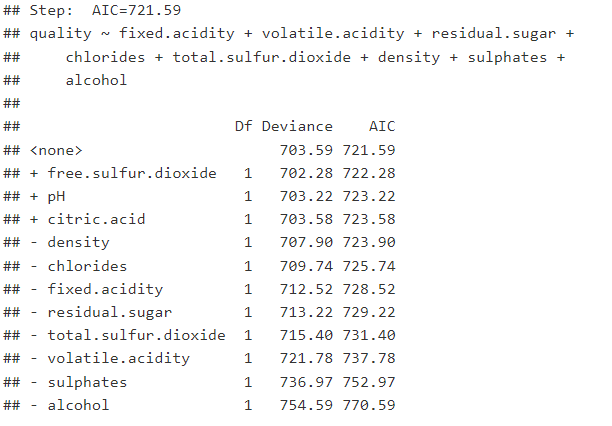 ## Step:  AIC=721.59
## quality ~ fixed.acidity + volatile.acidity + residual.sugar +
##     chlorides + total.sulfur.dioxide + density + sulphates +
##     alcohol
##
##                        Df Deviance    AIC
## <none>                      703.59 721.59
## + free.sulfur.dioxide   1   702.28 722.28
## + pH                    1   703.22 723.22
## + citric.acid           1   703.58 723.58
## - density               1   707.90 723.90
## - chlorides             1   709.74 725.74
## - fixed.acidity         1   712.52 728.52
## - residual.sugar        1   713.22 729.22
## - total.sulfur.dioxide  1   715.40 731.40
## - volatile.acidity      1   721.78 737.78
## - sulphates             1   736.97 752.97
## - alcohol               1   754.59 770.59